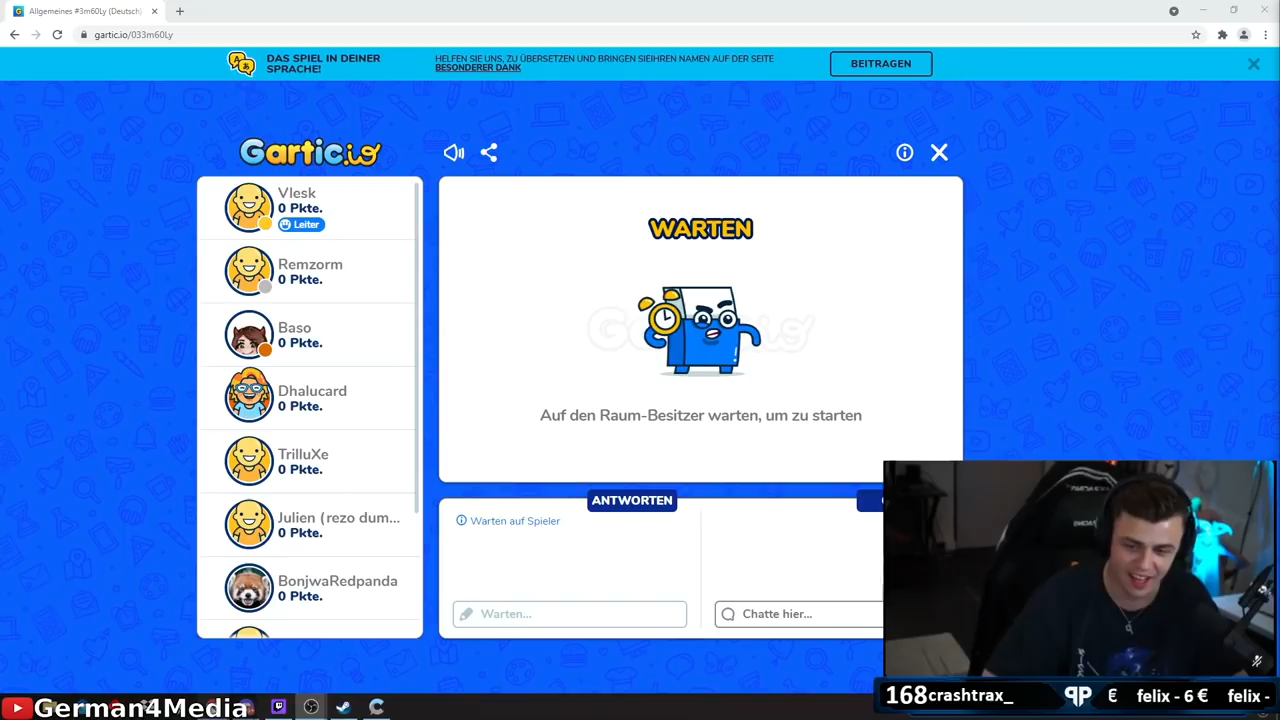 Allgemeines #3m60Ly (Deutsch)
gartic.io/033m60Ly
DAS SPIEL IN DEINER
SPRACHE!
HELFEN SIE UNS, ZU ÜBERSETZEN UND BRINGEN SIEIHREN NAMEN AUF DER SEITE
BESONDERER DANK
BEITRAGEN
Gartic.io
Vlesk
0 Pkte.
Leiter
Remzorm
0 Pkte.
Baso
0 Pkte.
Dhalucard
0 Pkte.
TrilluXe
0 Pkte.
Julien (rezo dum...
0 Pkte.
BonjwaRedpanda
0 Pkte.
WARTEN
Auf den Raum-Besitzer warten, um zu starten
ANTWORTEN
Warten auf Spieler
Warten...
Chatte hier...
German4Media
168crashtrax_
€ felix - 6 € felix -